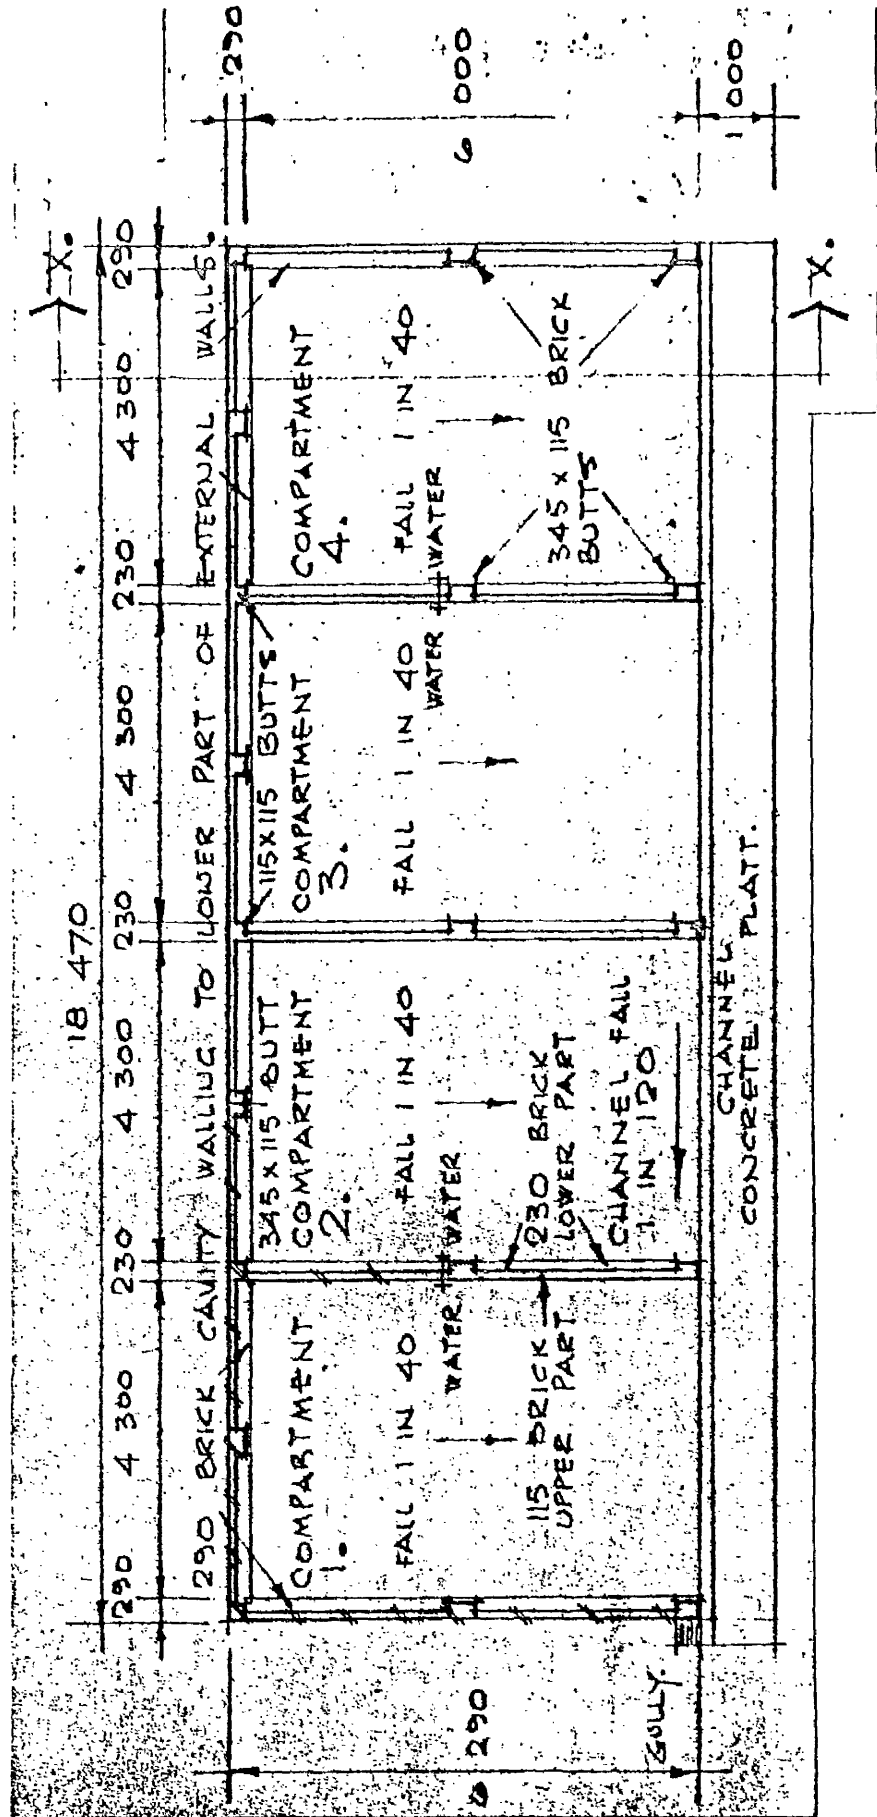 18 470
290
4 300
230
4 300
230
4 300
230
4 300
290
290 BRICK CAVITY WALLING TO LOWER PART OF EXTERNAL WALLS.
X.
X.
290
6 000
1 000
6 290
GULLY.
345 x 115 BUTT
115 x 115 BUTTS
COMPARTMENT
1.
COMPARTMENT
2.
COMPARTMENT
3.
COMPARTMENT
4.
FALL 1 IN 40
FALL 1 IN 40
FALL 1 IN 40
FALL 1 IN 40
WATER
WATER
WATER
WATER
115 BRICK
UPPER PART
230 BRICK
LOWER PART
345 x 115 BRICK
BUTTS
CHANNEL FALL
1 IN 120
CHANNEL
CONCRETE PLATT.